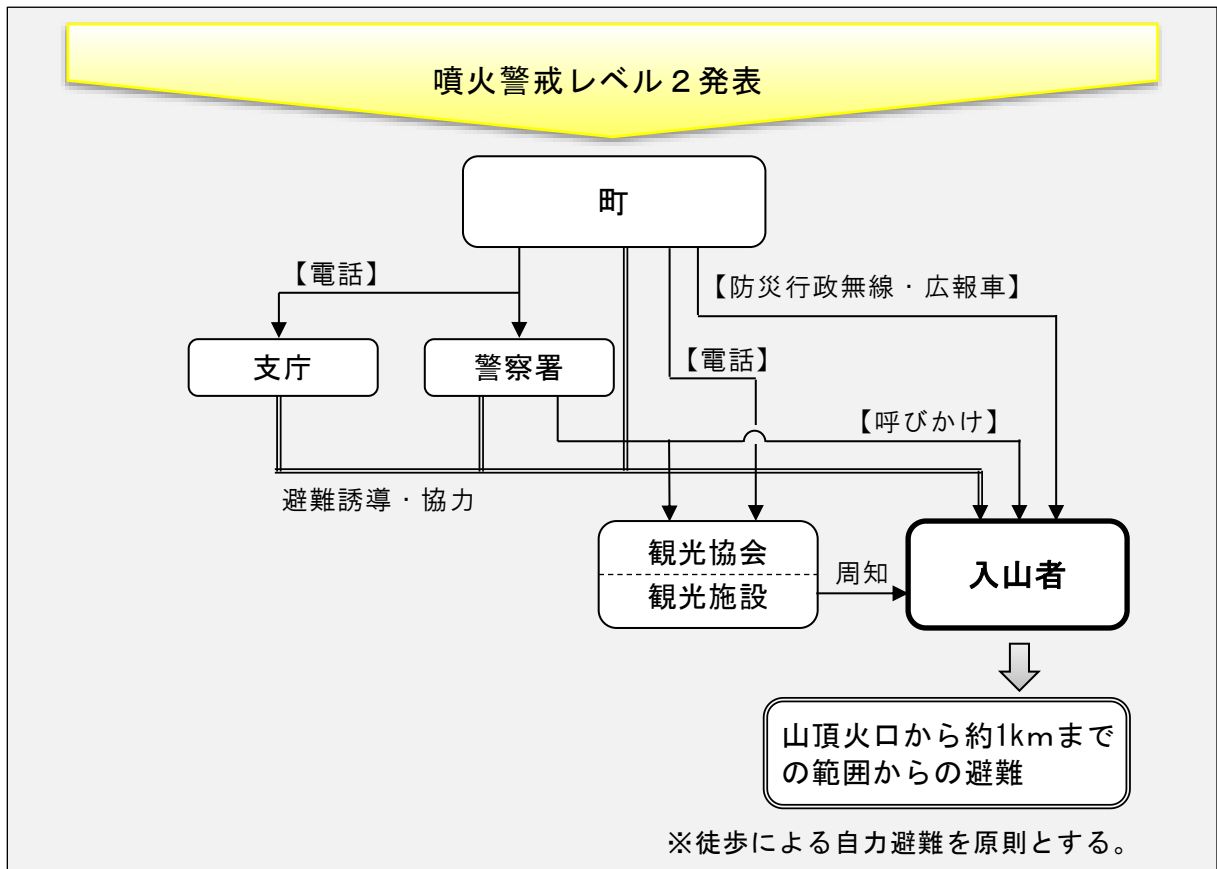 噴火警戒レベル２発表
町
【電話】
【防災行政無線・広報車】
支庁
警察署
【電話】
【呼びかけ】
避難誘導・協力
観光協会
観光施設
周知
入山者
山頂火口から約1kmまで
の範囲からの避難
※徒歩による自力避難を原則とする。